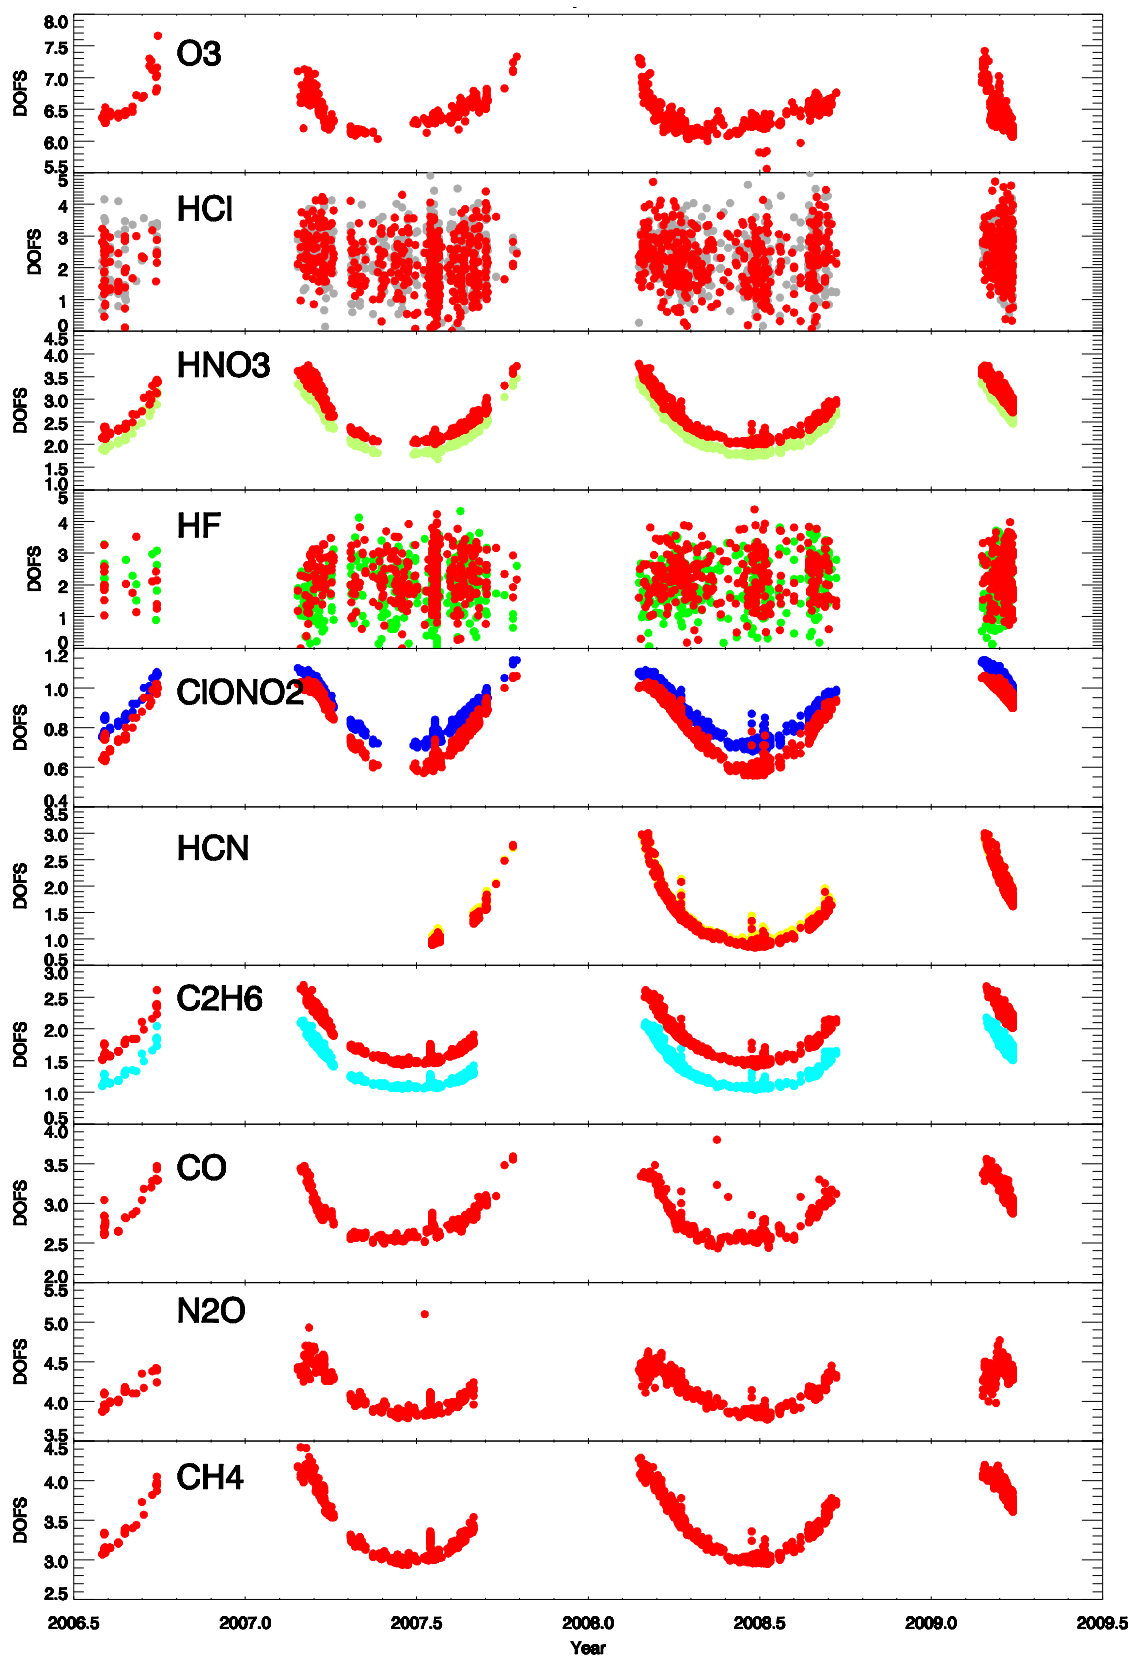 8.0
7.5
7.0
6.5
6.0
5.5
DOFS
O3
5
4
3
2
1
0
DOFS
HCl
4.5
4.0
3.5
3.0
2.5
2.0
1.5
1.0
DOFS
HNO3
5
4
3
2
1
0
DOFS
HF
1.2
1.0
0.8
0.6
0.4
DOFS
ClONO2
3.5
3.0
2.5
2.0
1.5
1.0
0.5
DOFS
HCN
3.0
2.5
2.0
1.5
1.0
0.5
DOFS
C2H6
4.0
3.5
3.0
2.5
2.0
DOFS
CO
5.5
5.0
4.5
4.0
3.5
DOFS
N2O
4.5
4.0
3.5
3.0
2.5
DOFS
CH4
2006.5 2007.0 2007.5 2008.0 2008.5 2009.0 2009.5
Year